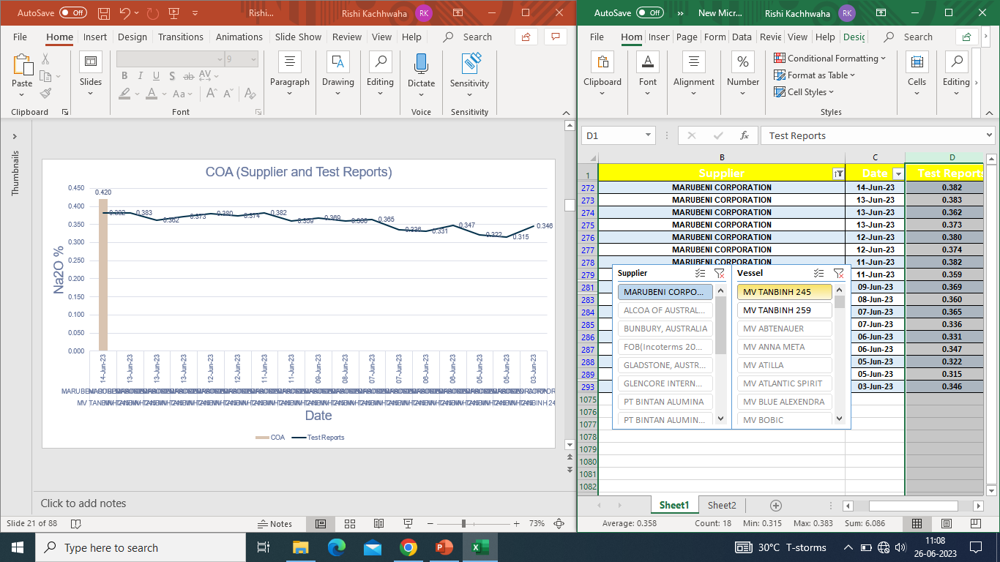 AutoSave Off Rishi... Rishi Kachhwaha RK
File Home Insert Design Transitions Animations Slide Show Review View Help Search
Paste Slides 9 Paragraph Drawing Editing Dictate Sensitivity
B I U S ab AV
A Aa A A A
Clipboard Font Voice Sensitivity
Thumbnails
COA (Supplier and Test Reports)
Na2O %
0.450
0.400
0.350
0.300
0.250
0.200
0.150
0.100
0.050
0.000
0.420
0.383 0.373 0.380 0.374 0.382 0.359 0.369 0.365 0.336 0.331 0.347 0.322 0.315 0.346
14-Jun-23 13-Jun-23 13-Jun-23 13-Jun-23 12-Jun-23 12-Jun-23 11-Jun-23 11-Jun-23 09-Jun-23 08-Jun-23 07-Jun-23 07-Jun-23 06-Jun-23 06-Jun-23 05-Jun-23 05-Jun-23 03-Jun-23
Date
COA Test Reports
Click to add notes
Slide 21 of 88 Notes 73%
AutoSave Off New Micr... Rishi Kachhwaha RK
File Hom Inser Page Form Data Revie View Help Desig Search
Clipboard Font Alignment Number Conditional Formatting Cells Editing
Format as Table
Cell Styles
Styles
D1 fx Test Reports
B C D
1 Supplier Date Test Reports
272 MARUBENI CORPORATION 14-Jun-23 0.382
273 MARUBENI CORPORATION 13-Jun-23 0.383
274 MARUBENI CORPORATION 13-Jun-23 0.362
275 MARUBENI CORPORATION 13-Jun-23 0.373
276 MARUBENI CORPORATION 12-Jun-23 0.380
277 MARUBENI CORPORATION 12-Jun-23 0.374
278 MARUBENI CORPORATION 11-Jun-23 0.382
279 11-Jun-23 0.359
281 09-Jun-23 0.369
283 08-Jun-23 0.360
284 07-Jun-23 0.365
285 07-Jun-23 0.336
286 06-Jun-23 0.331
287 06-Jun-23 0.347
288 05-Jun-23 0.322
289 05-Jun-23 0.315
293 03-Jun-23 0.346
1075
1076
1077
1078
1079
1080
1081
1082
Supplier
MARUBENI CORPO...
ALCOA OF AUSTRAL...
BUNBURY, AUSTRALIA
FOB(Incoterms 20...
GLADSTONE, AUSTR...
GLENCORE INTERN...
PT BINTAN ALUMINA
PT BINTAN ALUMIN...
Vessel
MV TANBINH 245
MV TANBINH 259
MV ABTENAUER
MV ANNA META
MV ATILLA
MV ATLANTIC SPIRIT
MV BLUE ALEXENDRA
MV BOBIC
Sheet1 Sheet2
Average: 0.358 Count: 18 Min: 0.315 Max: 0.383 Sum: 6.086
Type here to search
30°C T-storms
11:08
26-06-2023